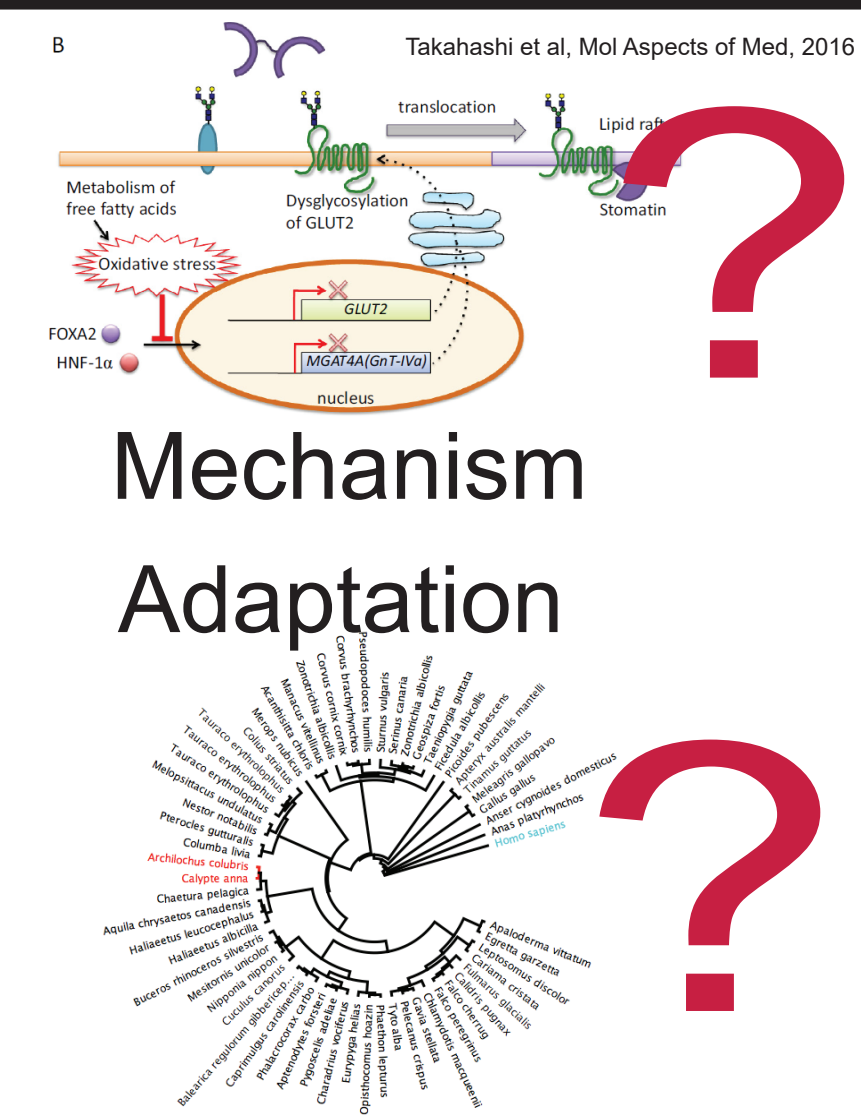 B
Takahashi et al, Mol Aspects of Med, 2016
translocation
Lipid raft
Metabolism of
free fatty acids
Dysglycosylation
of GLUT2
Stomatin
Oxidative stress
GLUT2
FOXA2
HNF-1α
MGAT4A(GnT-IVa)
nucleus
?
Mechanism
Adaptation
Tauraco erythrolophus
Tauraco erythrolophus
Tauraco erythrolophus
Colius striatus
Merops nubicus
Acanthisitta chloris
Manacus vitellinus
Zonotrichia albicollis
Corvus cornix cornix
Corvus brachyrhynchos
Pseudopodoces humilis
Sturnus vulgaris
Serinus canaria
Zonotrichia albicollis
Geospiza fortis
Taeniopygia guttata
Ficedula albicollis
Picoides pubescens
Apteryx australis mantelli
Tinamus guttatus
Meleagris gallopavo
Gallus gallus
Anser cygnoides domesticus
Anas platyrhynchos
Homo sapiens
Melopsittacus undulatus
Nestor notabilis
Pterocles gutturalis
Columba livia
Archilochus colubris
Calypte anna
Chaetura pelagica
Aquila chrysaetos canadensis
Haliaeetus leucocephalus
Haliaeetus albicilla
Buceros rhinoceros silvestris
Mesitornis unicolor
Nipponia nippon
Cuculus canorus
Balearica regulorum gibbericep...
Caprimulgus carolinensis
Phalacrocorax carbo
Aptenodytes forsteri
Pygoscelis adeliae
Charadrius vociferus
Eurypyga helias
Opisthocomus hoazin
Phaethon lepturus
Tyto alba
Pelecanus crispus
Gavia stellata
Chlamydotis macqueenii
Falco peregrinus
Falco cherrug
Calidris pugnax
Fulmarus glacialis
Cariama cristata
Leptosomus discolor
Egretta garzetta
Apaloderma vittatum
?